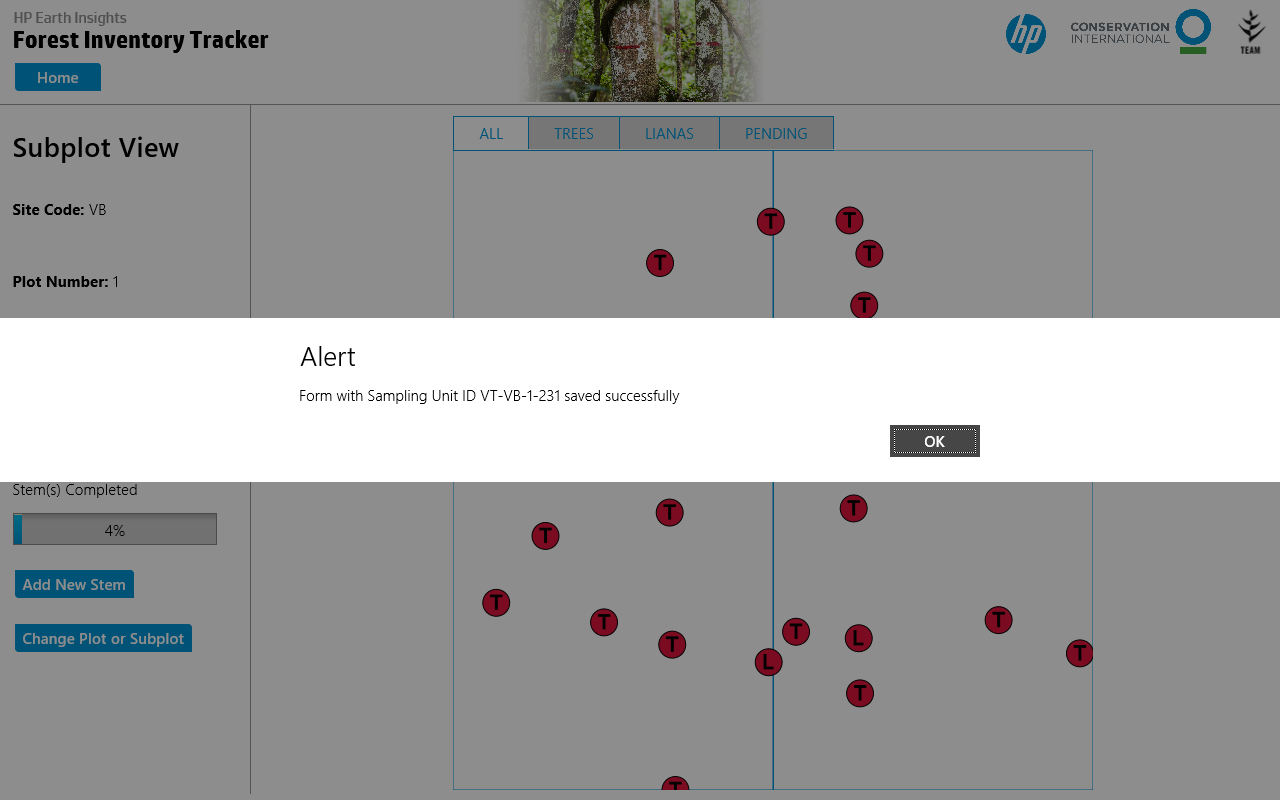 HP Earth Insights
Forest Inventory Tracker
Home
hp
CONSERVATION
INTERNATIONAL
TEAM
Subplot View
Site Code: VB
Plot Number: 1
ALL
TREES
LIANAS
PENDING
T
T
T
T
T
Alert
Form with Sampling Unit ID VT-VB-1-231 saved successfully
OK
Stem(s) Completed
4%
Add New Stem
Change Plot or Subplot
T
T
T
T
T
T
T
L
T
T
L
T
T